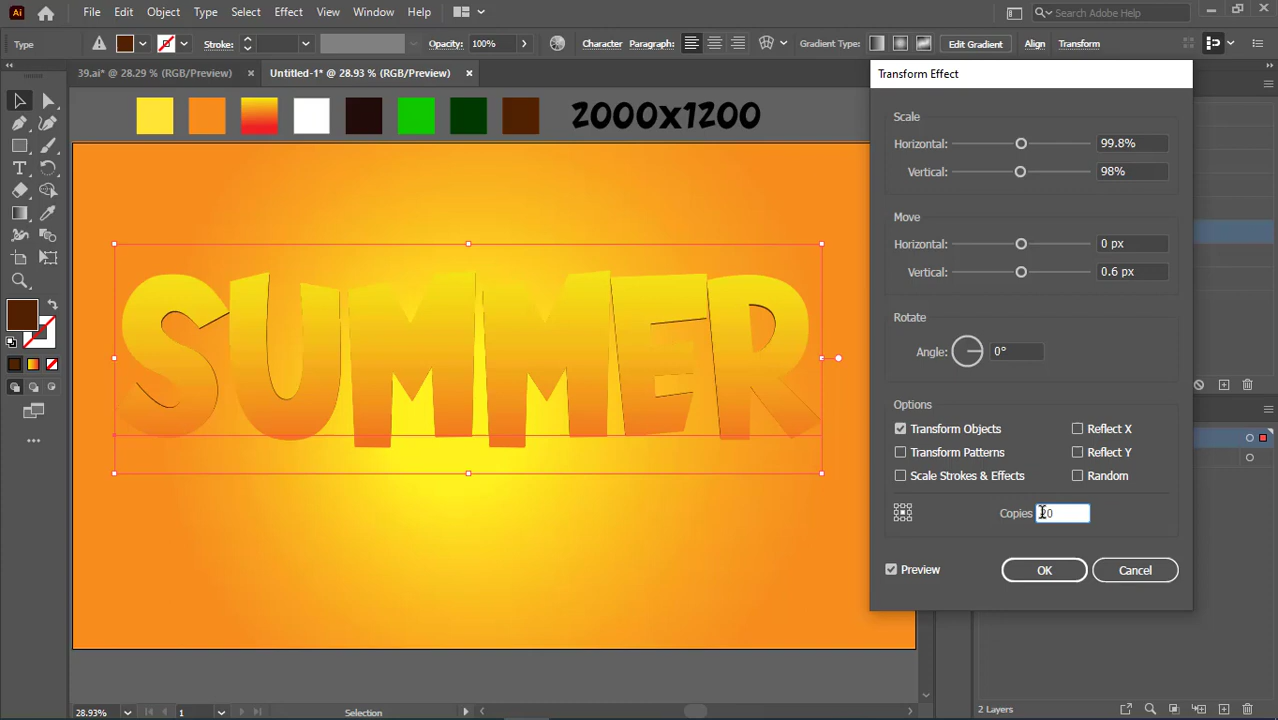 Ai File Edit Object Type Select Effect View Window Help Search Adobe Help
Type Stroke: Opacity: 100% Character Paragraph: Gradient Type: Edit Gradient Align Transform
39.ai* @ 28.29 % (RGB/Preview) × Untitled-1* @ 28.93 % (RGB/Preview) ×
2000x1200
SUMMER
Transform Effect
Scale
Horizontal: 99.8%
Vertical: 98%
Move
Horizontal: 0 px
Vertical: 0.6 px
Rotate
Angle: 0°
Options
Transform Objects Reflect X
Transform Patterns Reflect Y
Scale Strokes & Effects Random
Copies
Preview OK Cancel
28.93% 1 Selection 2 Layers